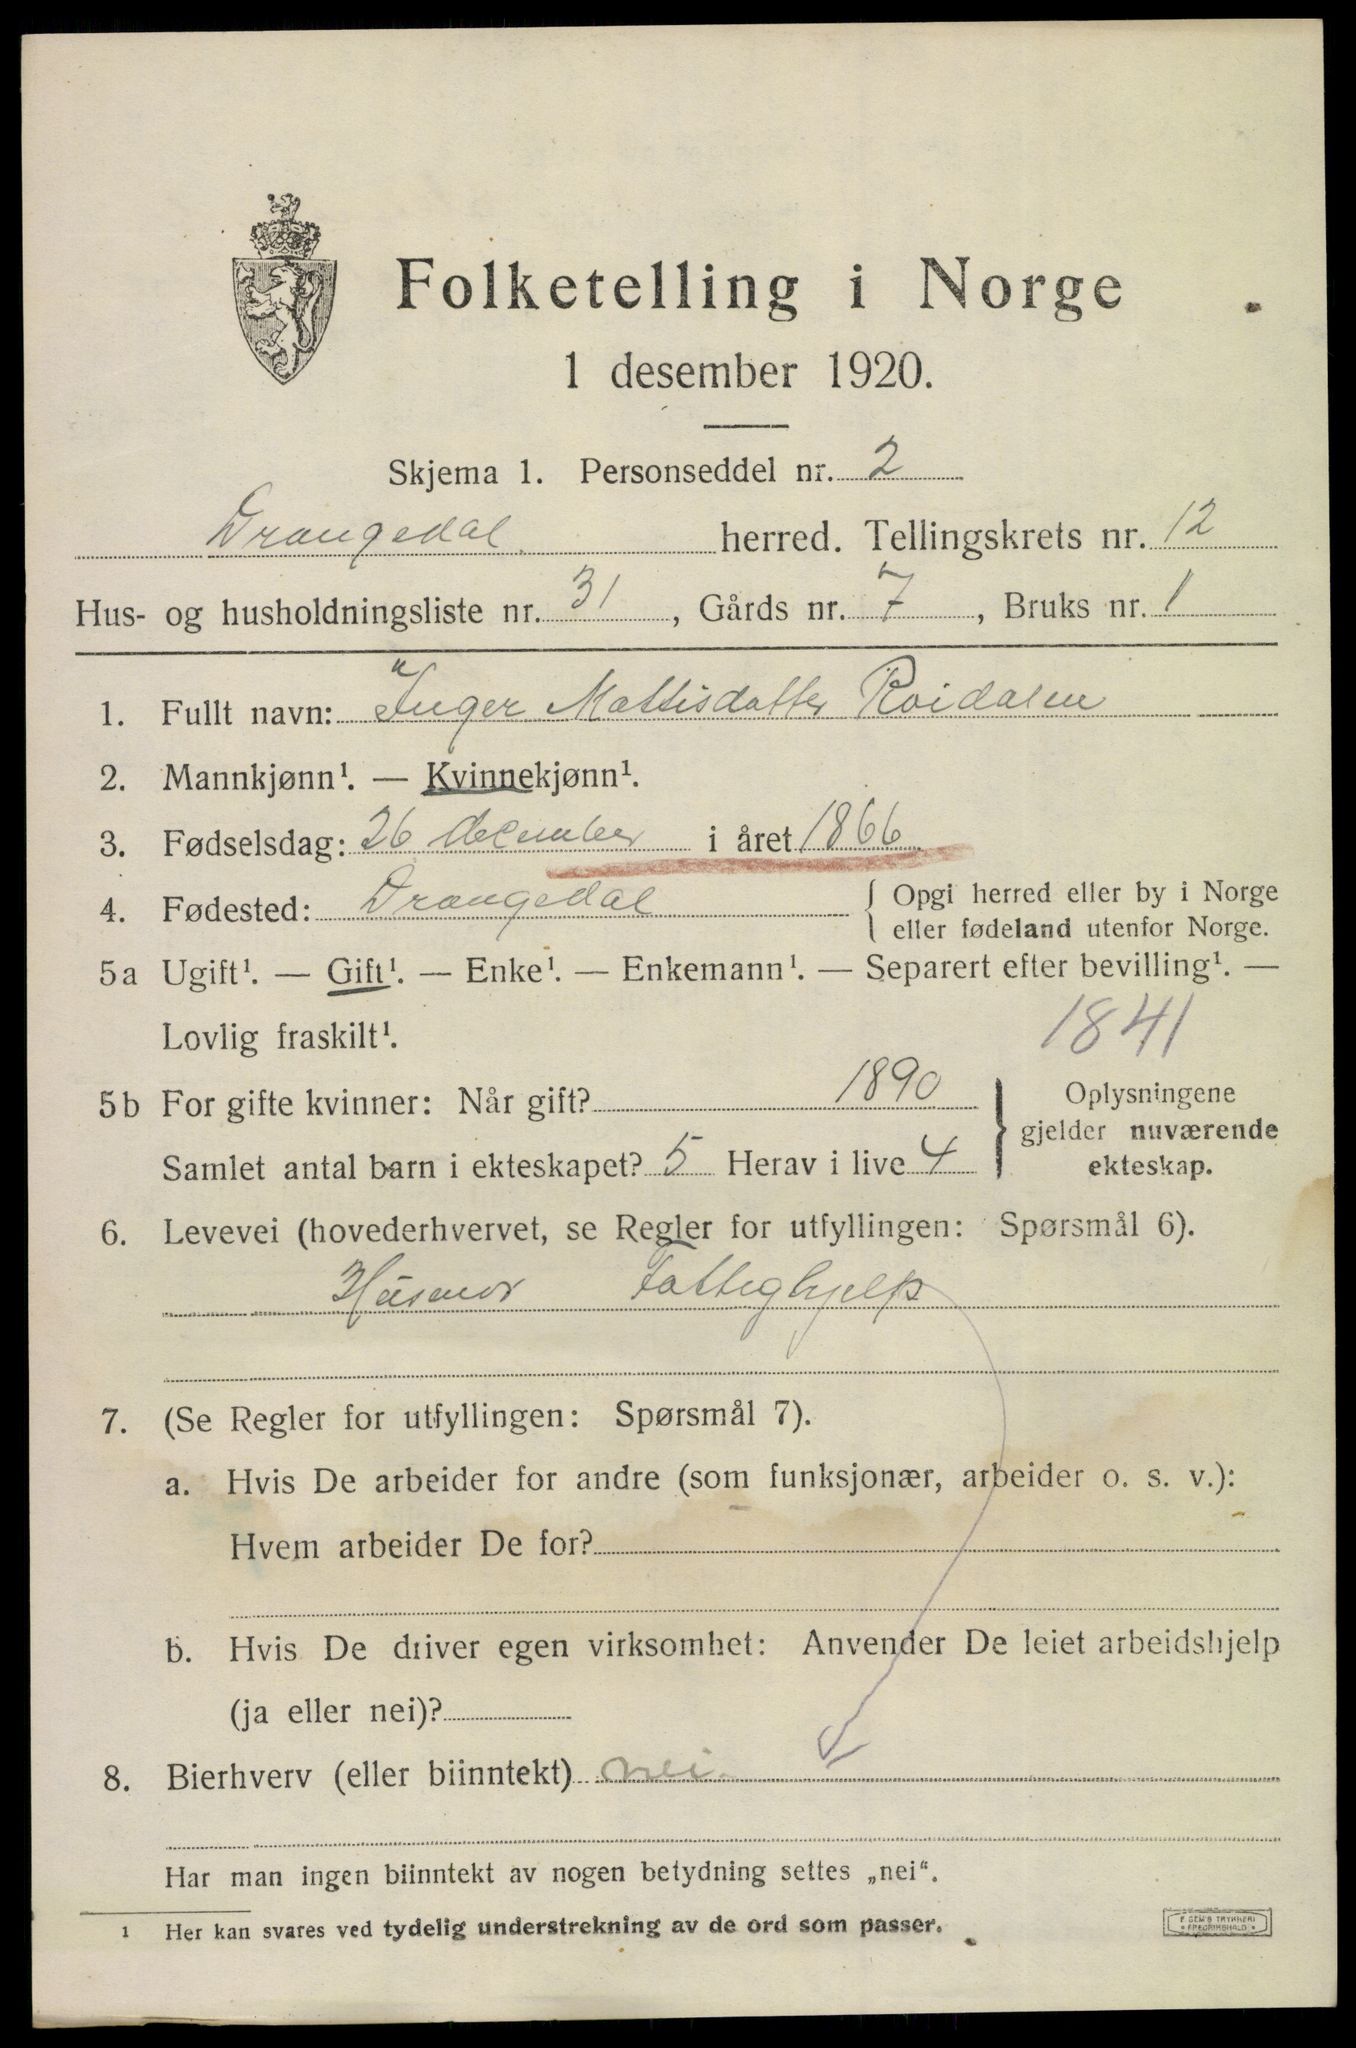 Folketelling i Norge
1 desember 1920.
Skjema 1. Personseddel nr. 2
Drangedal herred. Tellingskrets nr. 12
Hus- og husholdningsliste nr. 31, Gårds nr. 7, Bruks nr. 1
1. Fullt navn: Inger Mattisdatter Roidalen
2. Mannkjønn¹. — Kvinnekjønn¹.
3. Fødselsdag: 26 december i året 1866
4. Fødested: Drangedal { Opgi herred eller by i Norge
eller fødeland utenfor Norge.
5a Ugift¹. — Gift¹. — Enke¹. — Enkemann¹. — Separert efter bevilling¹. —
Lovlig fraskilt¹. 1841
5b For gifte kvinner: Når gift? 1890
Samlet antal barn i ekteskapet? 5 Herav i live 4
} Oplysningene
gjelder nuværende
ekteskap.
6. Levevei (hovederhvervet, se Regler for utfyllingen: Spørsmål 6).
Husmor Fattighjelp
7. (Se Regler for utfyllingen: Spørsmål 7).
a. Hvis De arbeider for andre (som funksjonær, arbeider o. s. v.):
Hvem arbeider De for?
b. Hvis De driver egen virksomhet: Anvender De leiet arbeidshjelp
(ja eller nei)?
8. Bierhverv (eller biinntekt) nei.
Har man ingen biinntekt av nogen betydning settes „nei“.
1 Her kan svares ved tydelig understrekning av de ord som passer.